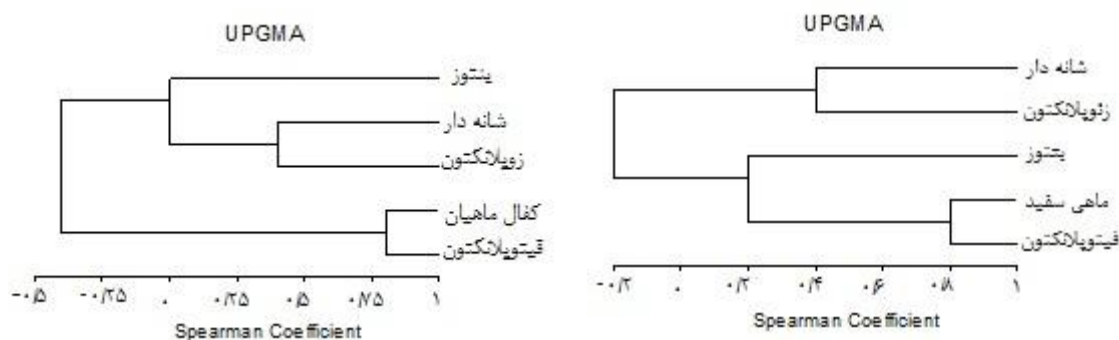 UPGMA
بنتوز
شانه دار
زوپلانکتون
کفال ماهیان
فیتوپلانکتون
-۰/۵ -۰/۲۵ ۰ ۰/۲۵ ۰/۵ ۰/۷۵ ۱
Spearman Coefficient
UPGMA
شانه دار
زئوپلانکتون
بنتوز
ماهی سفید
فیتوپلانکتون
-۰/۲ ۰ ۰/۲ ۰/۴ ۰/۶ ۰/۸ ۱
Spearman Coefficient